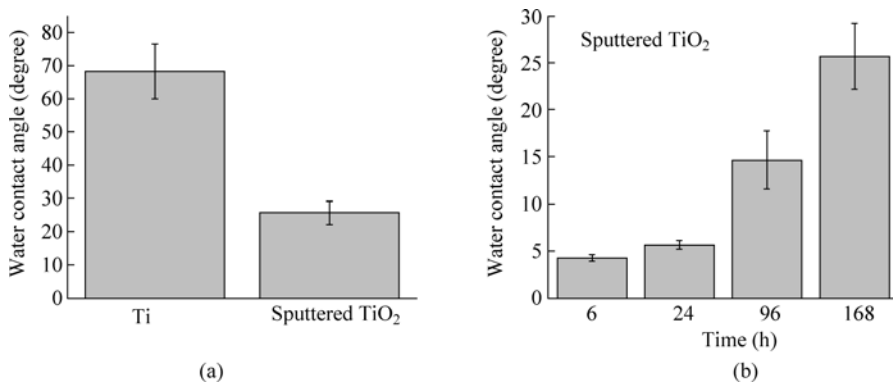 Water contact angle (degree)
80
70
60
50
40
30
20
10
0
Ti
Sputtered TiO₂
(a)
Water contact angle (degree)
30
25
20
15
10
5
0
Sputtered TiO₂
6
24
96
168
Time (h)
(b)